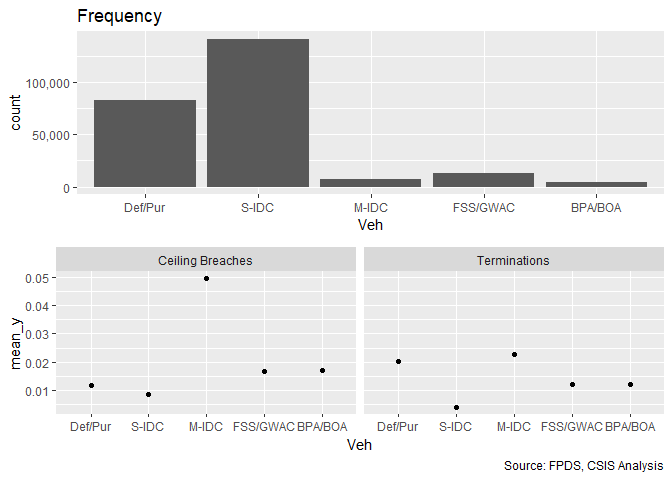 Frequency
count
100,000
50,000
0
Def/Pur S-IDC M-IDC FSS/GWAC BPA/BOA
Veh
Ceiling Breaches Terminations
mean_y
0.05
0.04
0.03
0.02
0.01
Def/Pur S-IDC M-IDC FSS/GWAC BPA/BOA Def/Pur S-IDC M-IDC FSS/GWAC BPA/BOA
Veh
Source: FPDS, CSIS Analysis